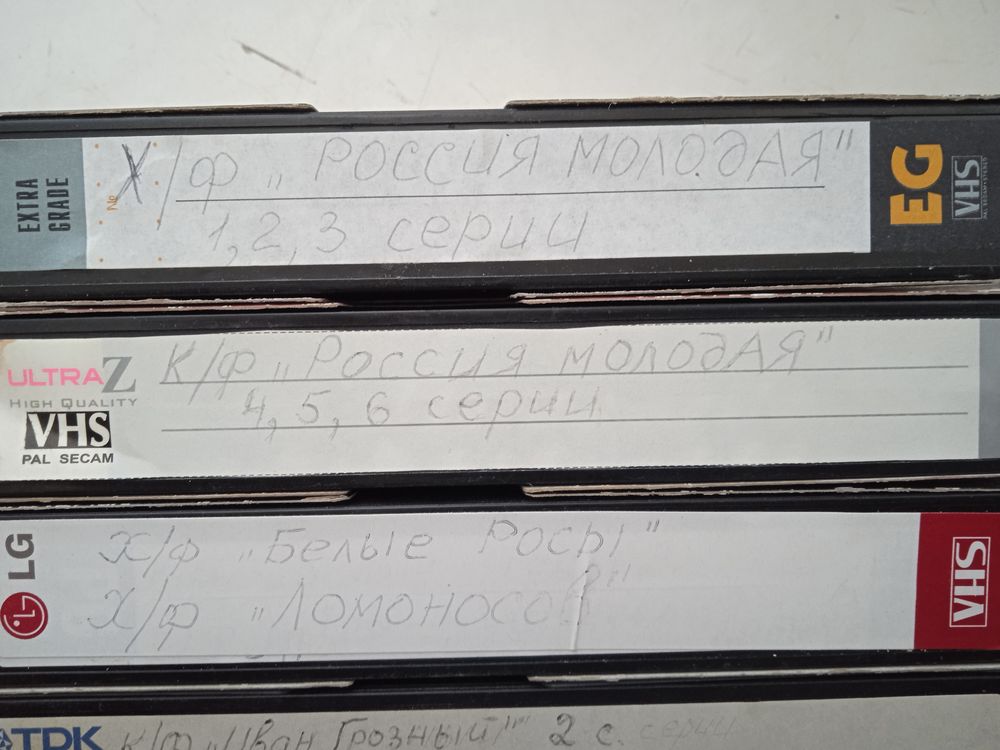 EXTRA GRADE
№
Х/ф „РОССИЯ МОЛОДАЯ"
1, 2, 3 серии
EG
VHS
ULTRA Z
HIGH QUALITY
VHS
PAL SECAM
К/ф „Россия молодАЯ"
4, 5, 6 серии
LG
Х/ф „Белые Росы"
Х/ф „Ломоносов"
VHS
TDK
К/ф „Иван Грозный" 2 с. серии